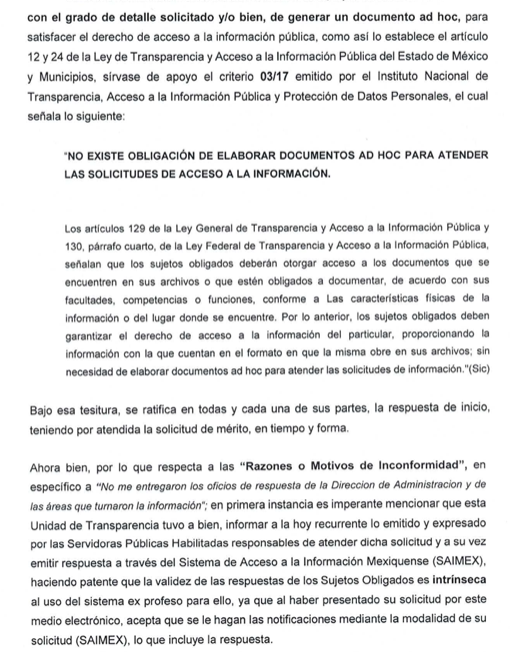 con el grado de detalle solicitado y/o bien, de generar un documento ad hoc, para
satisfacer el derecho de acceso a la información pública, como así lo establece el artículo
12 y 24 de la Ley de Transparencia y Acceso a la Información Pública del Estado de México
y Municipios, sírvase de apoyo el criterio 03/17 emitido por el Instituto Nacional de
Transparencia, Acceso a la Información Pública y Protección de Datos Personales, el cual
señala lo siguiente:
"NO EXISTE OBLIGACIÓN DE ELABORAR DOCUMENTOS AD HOC PARA ATENDER
LAS SOLICITUDES DE ACCESO A LA INFORMACIÓN.
Los artículos 129 de la Ley General de Transparencia y Acceso a la Información Pública y
130, párrafo cuarto, de la Ley Federal de Transparencia y Acceso a la Información Pública,
señalan que los sujetos obligados deberán otorgar acceso a los documentos que se
encuentren en sus archivos o que estén obligados a documentar, de acuerdo con sus
facultades, competencias o funciones, conforme a Las características físicas de la
información o del lugar donde se encuentre. Por lo anterior, los sujetos obligados deben
garantizar el derecho de acceso a la información del particular, proporcionando la
información con la que cuentan en el formato en que la misma obre en sus archivos; sin
necesidad de elaborar documentos ad hoc para atender las solicitudes de información."(Sic)
Bajo esa tesitura, se ratifica en todas y cada una de sus partes, la respuesta de inicio,
teniendo por atendida la solicitud de mérito, en tiempo y forma.
Ahora bien, por lo que respecta a las "Razones o Motivos de Inconformidad", en
específico a "No me entregaron los oficios de respuesta de la Direccion de Administracion y de
las áreas que turnaron la información"; en primera instancia es imperante mencionar que esta
Unidad de Transparencia tuvo a bien, informar a la hoy recurrente lo emitido y expresado
por las Servidoras Públicas Habilitadas responsables de atender dicha solicitud y a su vez
emitir respuesta a través del Sistema de Acceso a la Información Mexiquense (SAIMEX),
haciendo patente que la validez de las respuestas de los Sujetos Obligados es intrínseca
al uso del sistema ex profeso para ello, ya que al haber presentado su solicitud por este
medio electrónico, acepta que se le hagan las notificaciones mediante la modalidad de su
solicitud (SAIMEX), lo que incluye la respuesta.